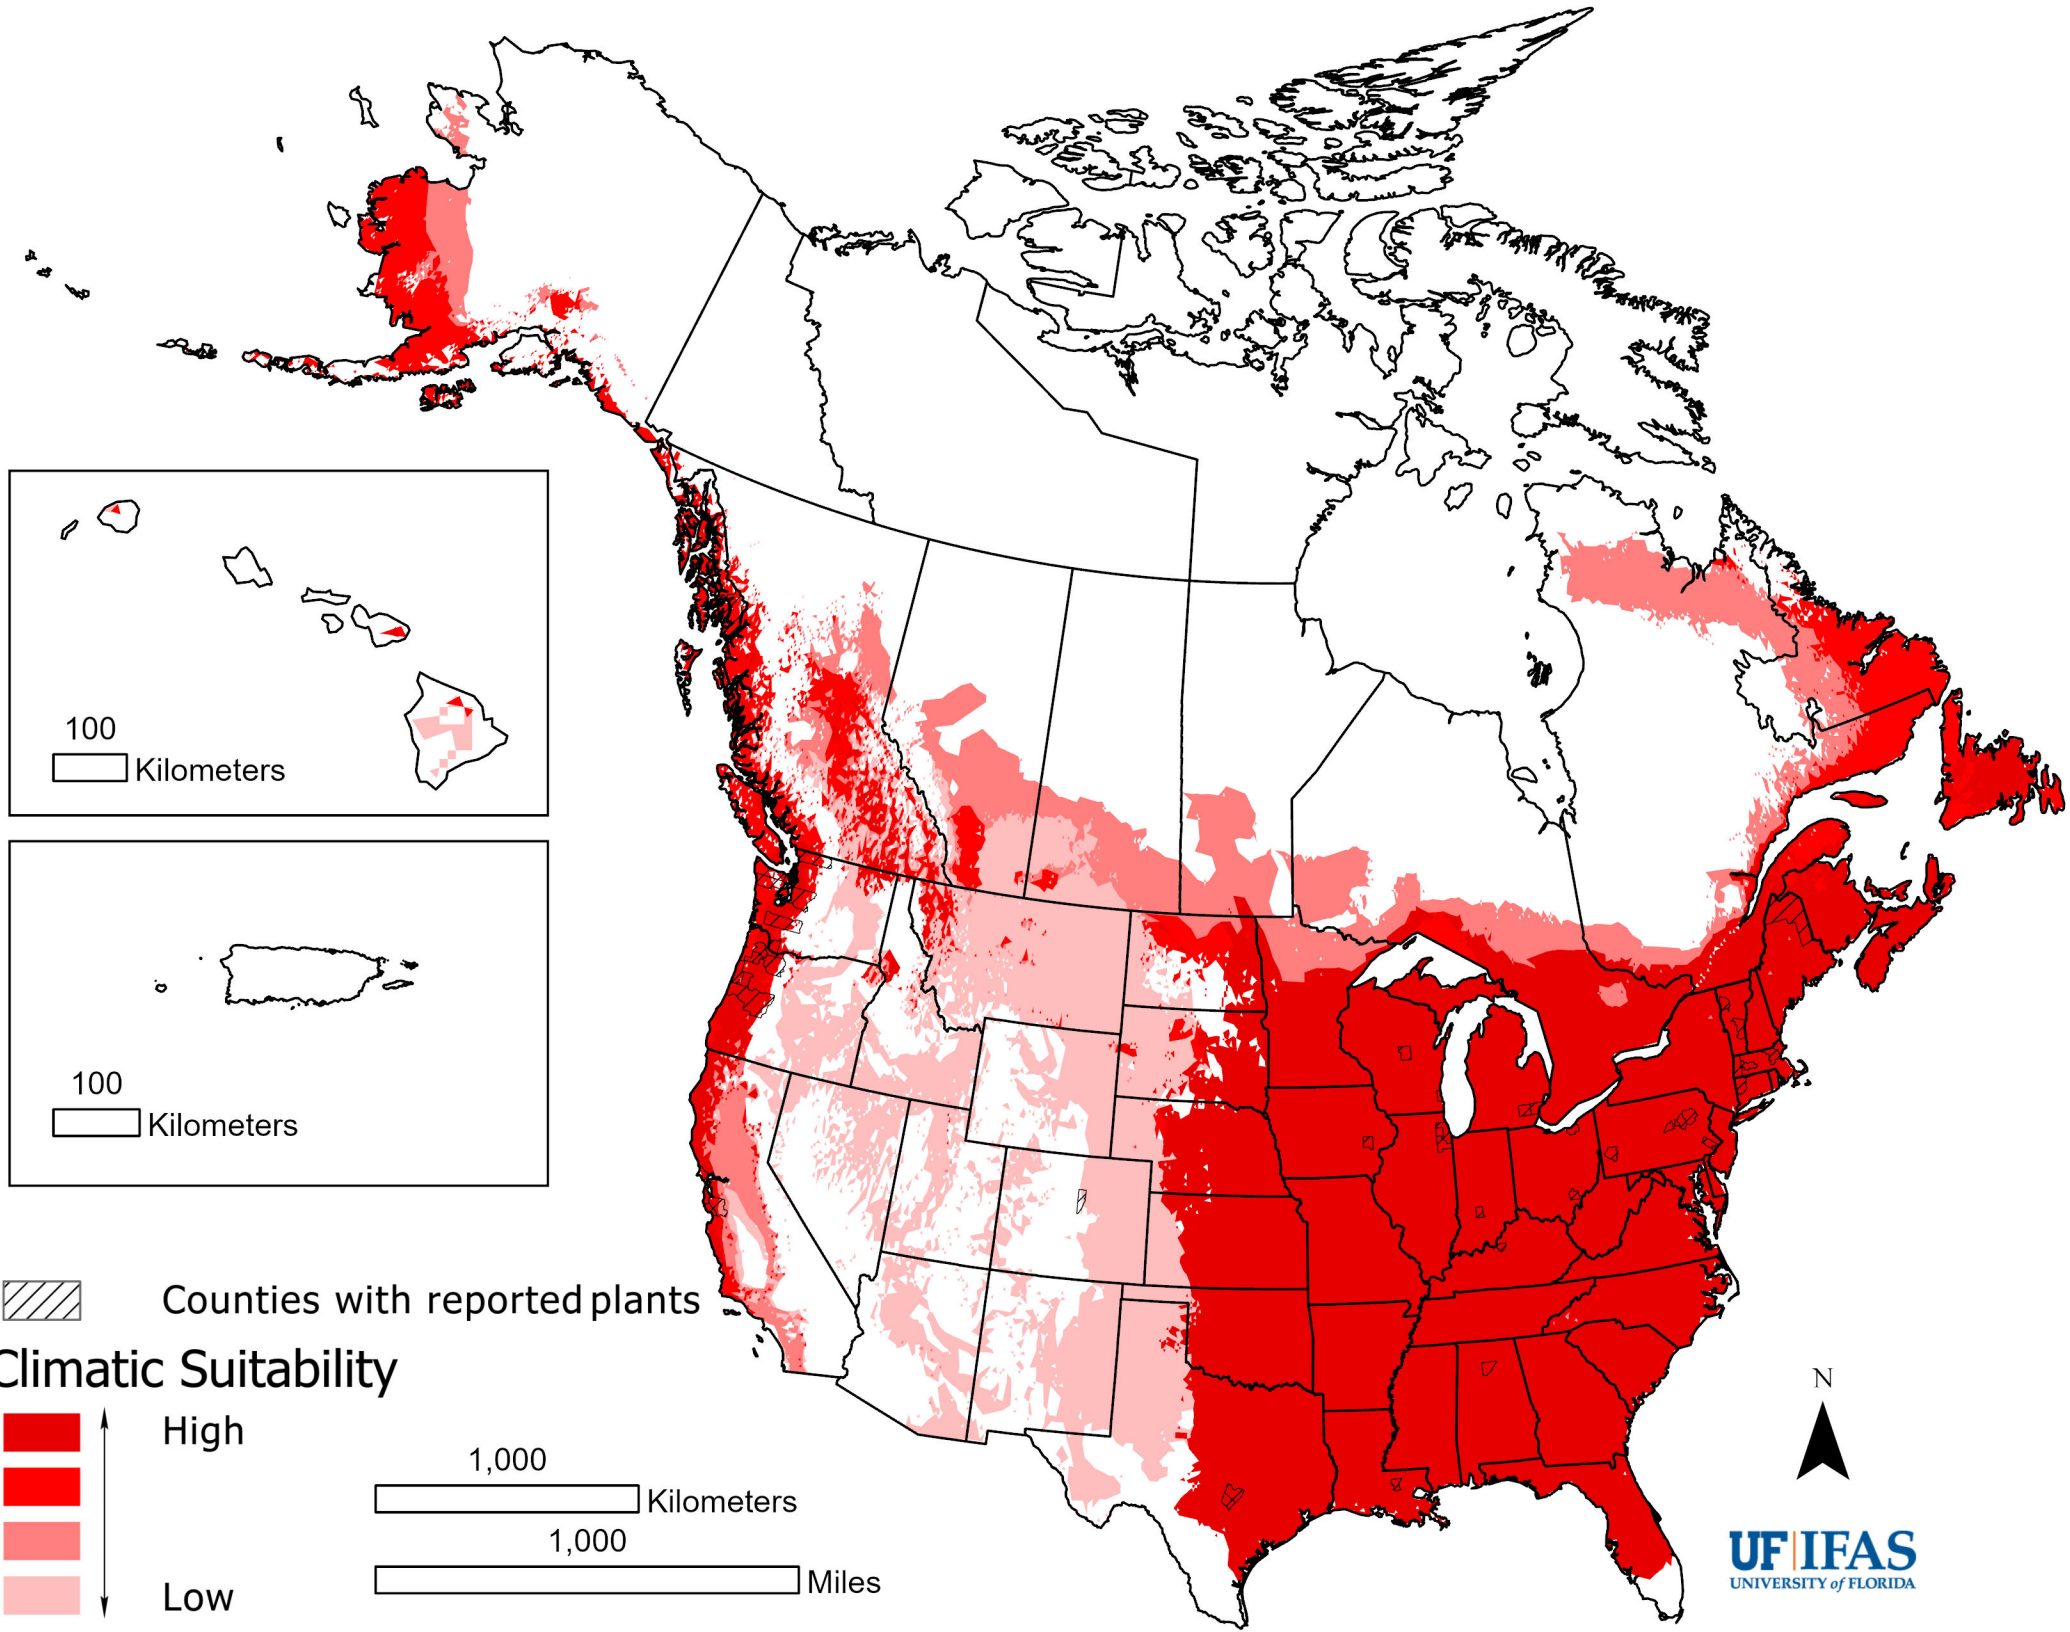 100
Kilometers
100
Kilometers
Counties with reported plants
Climatic Suitability
High
Low
1,000
Kilometers
1,000
Miles
N
UF|IFAS
UNIVERSITY of FLORIDA